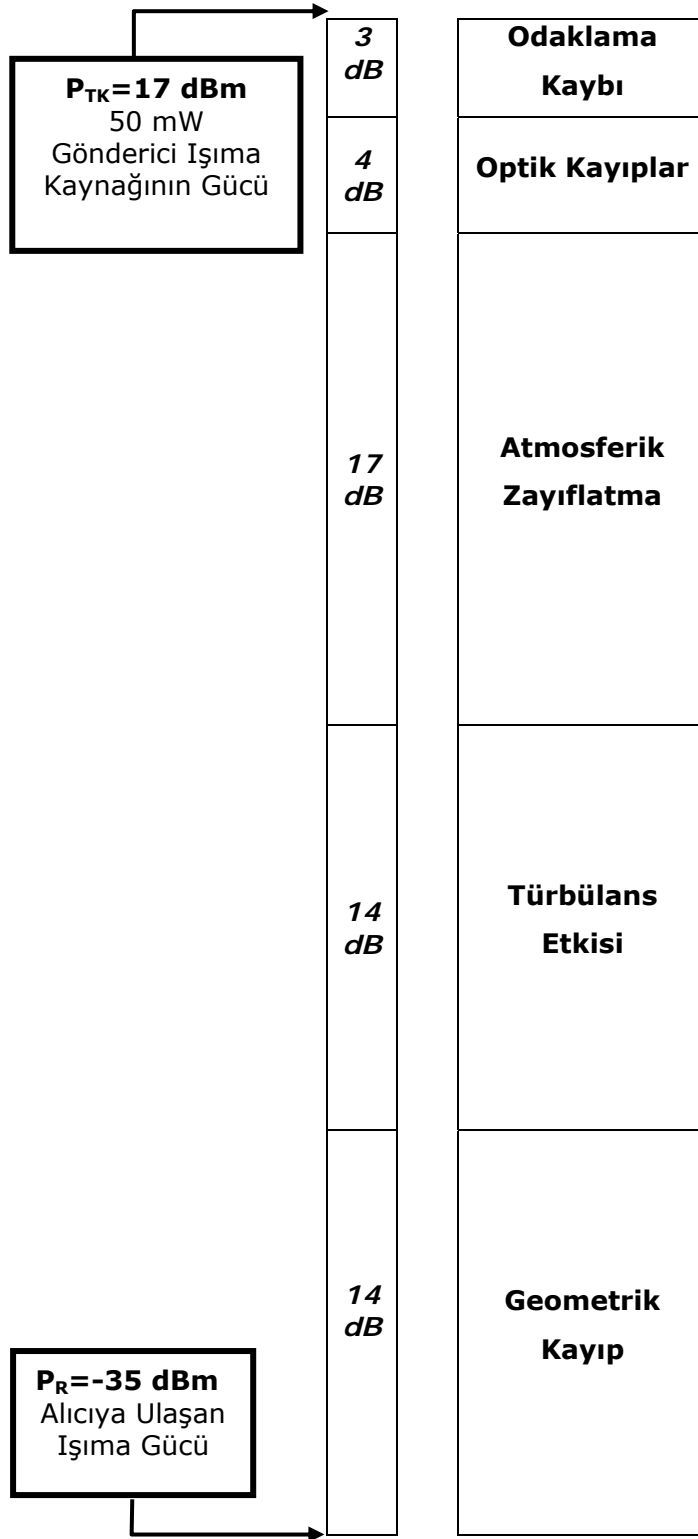 P_TK=17 dBm
50 mW
Gönderici Işıma
Kaynağının Gücü
3
dB
Odaklama
Kaybı
4
dB
Optik Kayıplar
17
dB
Atmosferik
Zayıflatma
14
dB
Türbülans
Etkisi
14
dB
Geometrik
Kayıp
P_R=-35 dBm
Alıcıya Ulaşan
Işıma Gücü